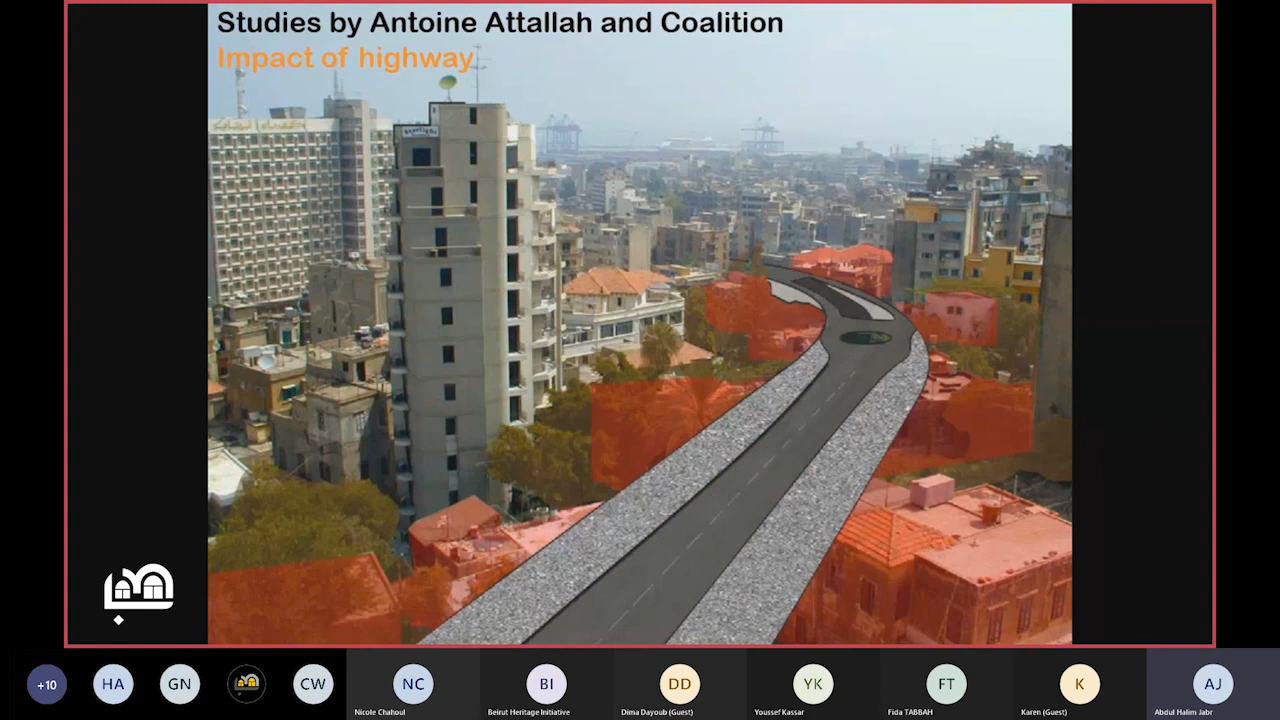 Studies by Antoine Attallah and Coalition
Impact of highway
Starlight
+10
HA
GN
CW
NC
Nicole Chahoul
BI
Beirut Heritage Initiative
DD
Dima Dayoub (Guest)
YK
Youssef Kassar
FT
Fida TABBAH
K
Karen (Guest)
AJ
Abdul Halim Jabr